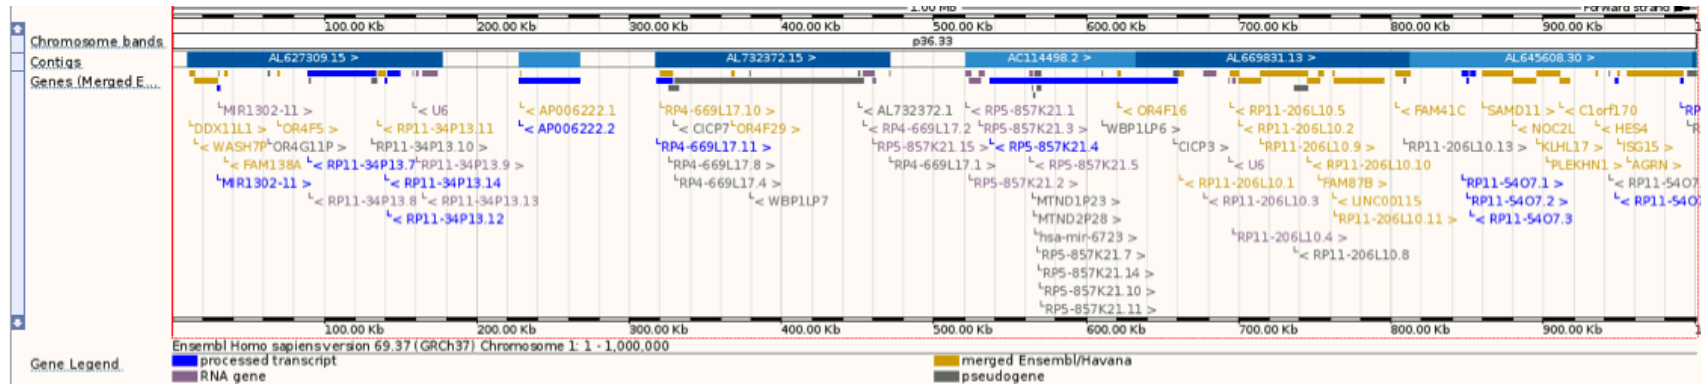 1.00 Mb Forward strand
100.00 Kb 200.00 Kb 300.00 Kb 400.00 Kb 500.00 Kb 600.00 Kb 700.00 Kb 800.00 Kb 900.00 Kb
Chromosome bands p36.33
Contigs AL627309.15 > AL732372.15 > AC114498.2 > AL669831.13 > AL645608.30 >
Genes (Merged E...
MIR1302-11 > < U6 < AP006222.1 RP4-669L17.10 > < AL732372.1 < RP5-857K21.1 < OR4F16 < RP11-206L10.5 < FAM41C SAMD11 > < C1orf170
DDX11L1 > OR4F5 > < RP11-34P13.11 < AP006222.2 < CICP7 OR4F29 > < RP4-669L17.2 RP5-857K21.3 > WBP1LP6 > < RP11-206L10.2 < NOC2L < HES4
< WASH7P OR4G11P > RP11-34P13.10 > RP4-669L17.11 > RP5-857K21.15 > < RP5-857K21.4 CICP3 > RP11-206L10.9 > RP11-206L10.13 > KLHL17 > ISG15 >
< FAM138A < RP11-34P13.7 RP11-34P13.9 > RP4-669L17.8 > RP4-669L17.1 > < RP5-857K21.5 < U6 < RP11-206L10.10 PLEKHN1 > AGRN >
MIR1302-11 > < RP11-34P13.14 RP4-669L17.4 > RP5-857K21.2 > < RP11-206L10.1 FAM87B > RP11-54O7.1 > < RP11-54O7
< RP11-34P13.8 < RP11-34P13.13 < WBP1LP7 MTND1P23 > < RP11-206L10.3 < LINC00115 RP11-54O7.2 > < RP11-54O
< RP11-34P13.12 MTND2P28 > RP11-206L10.11 > < RP11-54O7.3
hsa-mir-6723 > RP11-206L10.4 >
RP5-857K21.7 > < RP11-206L10.8
RP5-857K21.14 >
RP5-857K21.10 >
RP5-857K21.11 >
100.00 Kb 200.00 Kb 300.00 Kb 400.00 Kb 500.00 Kb 600.00 Kb 700.00 Kb 800.00 Kb 900.00 Kb
Ensembl Homo sapiens version 69.37 (GRCh37) Chromosome 1: 1 - 1,000,000
Gene Legend processed transcript merged Ensembl/Havana
RNA gene pseudogene